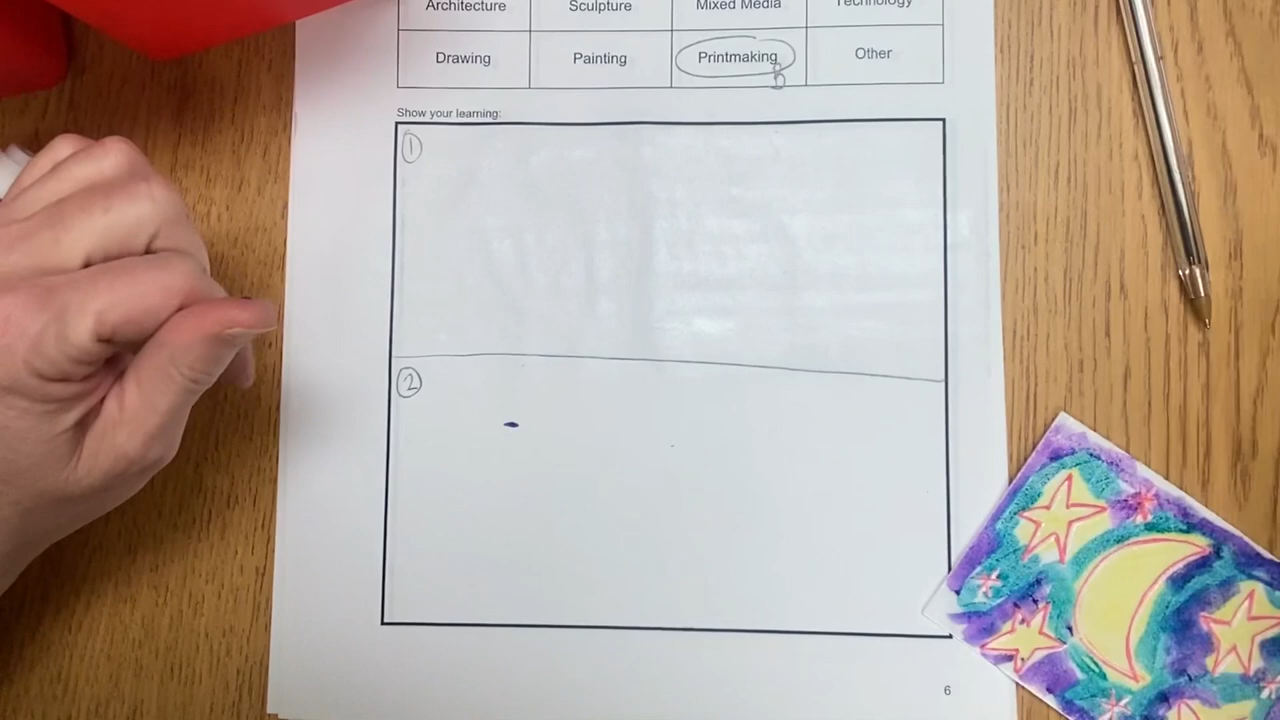 Architecture Sculpture Mixed Media Technology
Drawing Painting Printmaking Other
Show your learning:
1
2
6